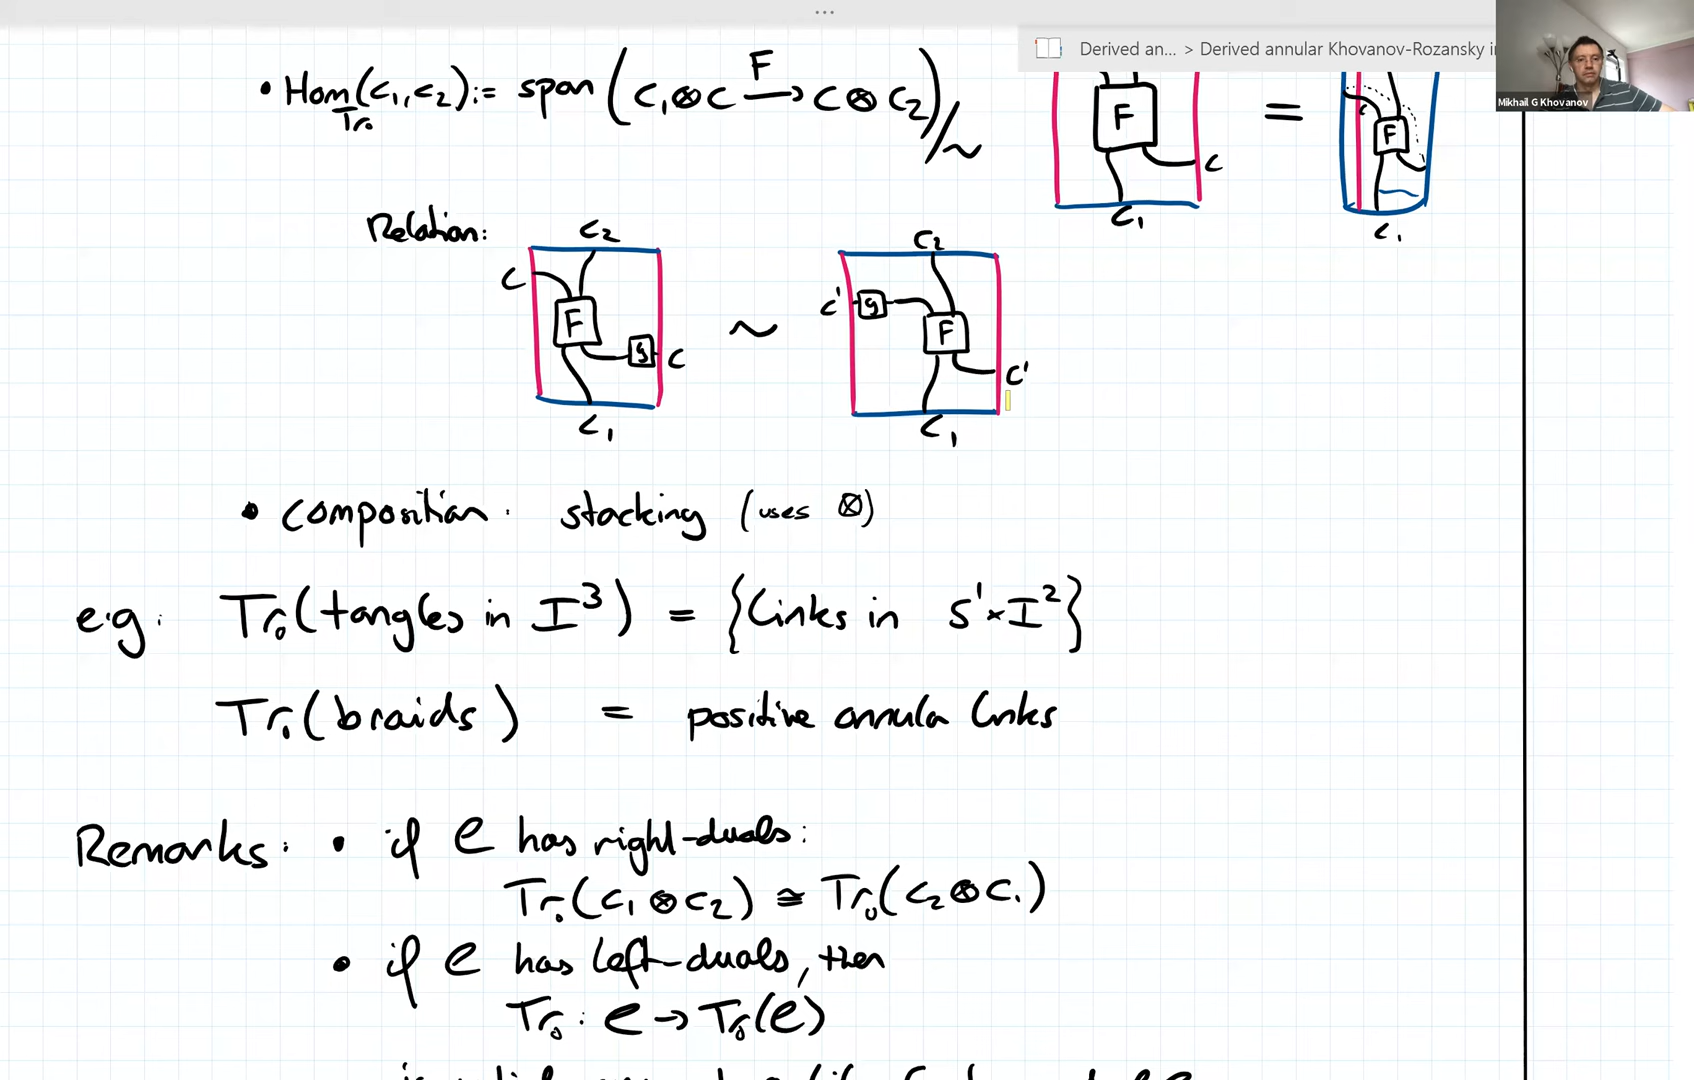 Derived an... > Derived annular Khovanov-Rozansky i
Mikhail G Khovanov
• Hom_{Tr₀}(c₁, c₂) := span (c₁⊗c —F→ c⊗c₂)/~
F
c
c₁
=
c
F
c₁
Relation:
c₂
c
F
g
c
c₁
~
c₂
c'
g
F
c'
c₁
• composition: stacking (uses ⊗)
e.g: Tr₀(tangles in I³) = {Links in S¹×I²}
Tr₀(braids) = positive annula links
Remarks: • if C has right-duals:
Tr₀(c₁⊗c₂) ≅ Tr₀(c₂⊗c₁)
• if C has left-duals, then
Tr₀: C → Tr₀(C)